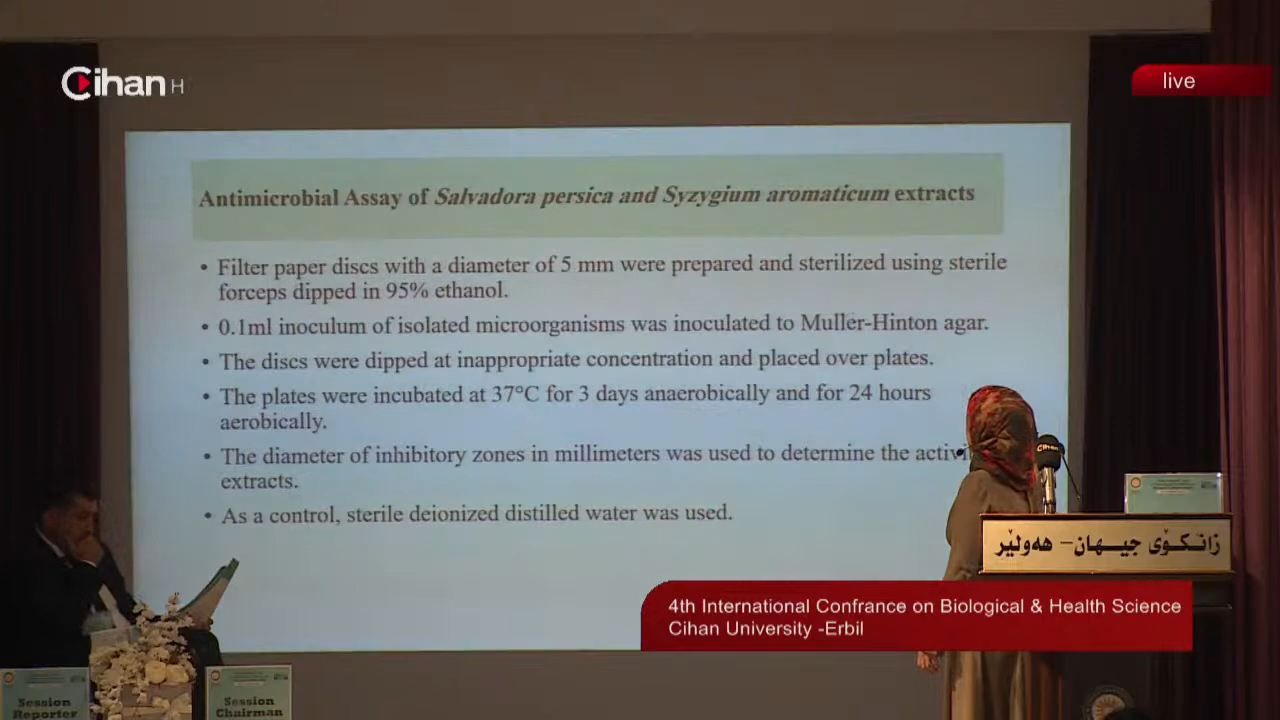 Cihan H
live
Antimicrobial Assay of Salvadora persica and Syzygium aromaticum extracts
• Filter paper discs with a diameter of 5 mm were prepared and sterilized using sterile
forceps dipped in 95% ethanol.
• 0.1ml inoculum of isolated microorganisms was inoculated to Muller-Hinton agar.
• The discs were dipped at inappropriate concentration and placed over plates.
• The plates were incubated at 37°C for 3 days anaerobically and for 24 hours
aerobically.
• The diameter of inhibitory zones in millimeters was used to determine the activi
extracts.
• As a control, sterile deionized distilled water was used.
Cihan
زانکۆی جیهان - هەولێر
4th International Confrance on Biological & Health Science
Cihan University -Erbil
Session
Reporter
Session
Chairman